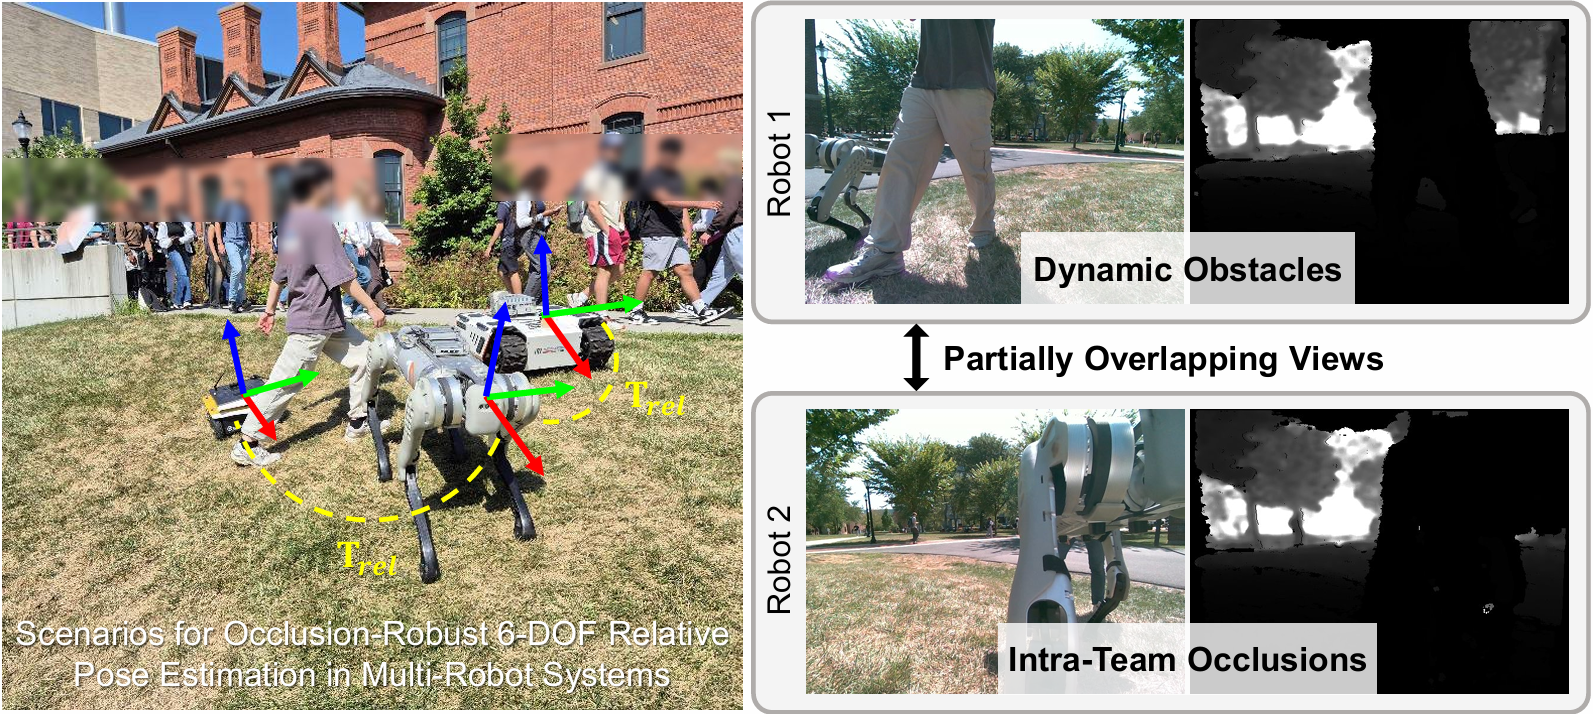 T_rel
T_rel
Scenarios for Occlusion-Robust 6-DOF Relative
Pose Estimation in Multi-Robot Systems
Robot 1
Dynamic Obstacles
Partially Overlapping Views
Robot 2
Intra-Team Occlusions